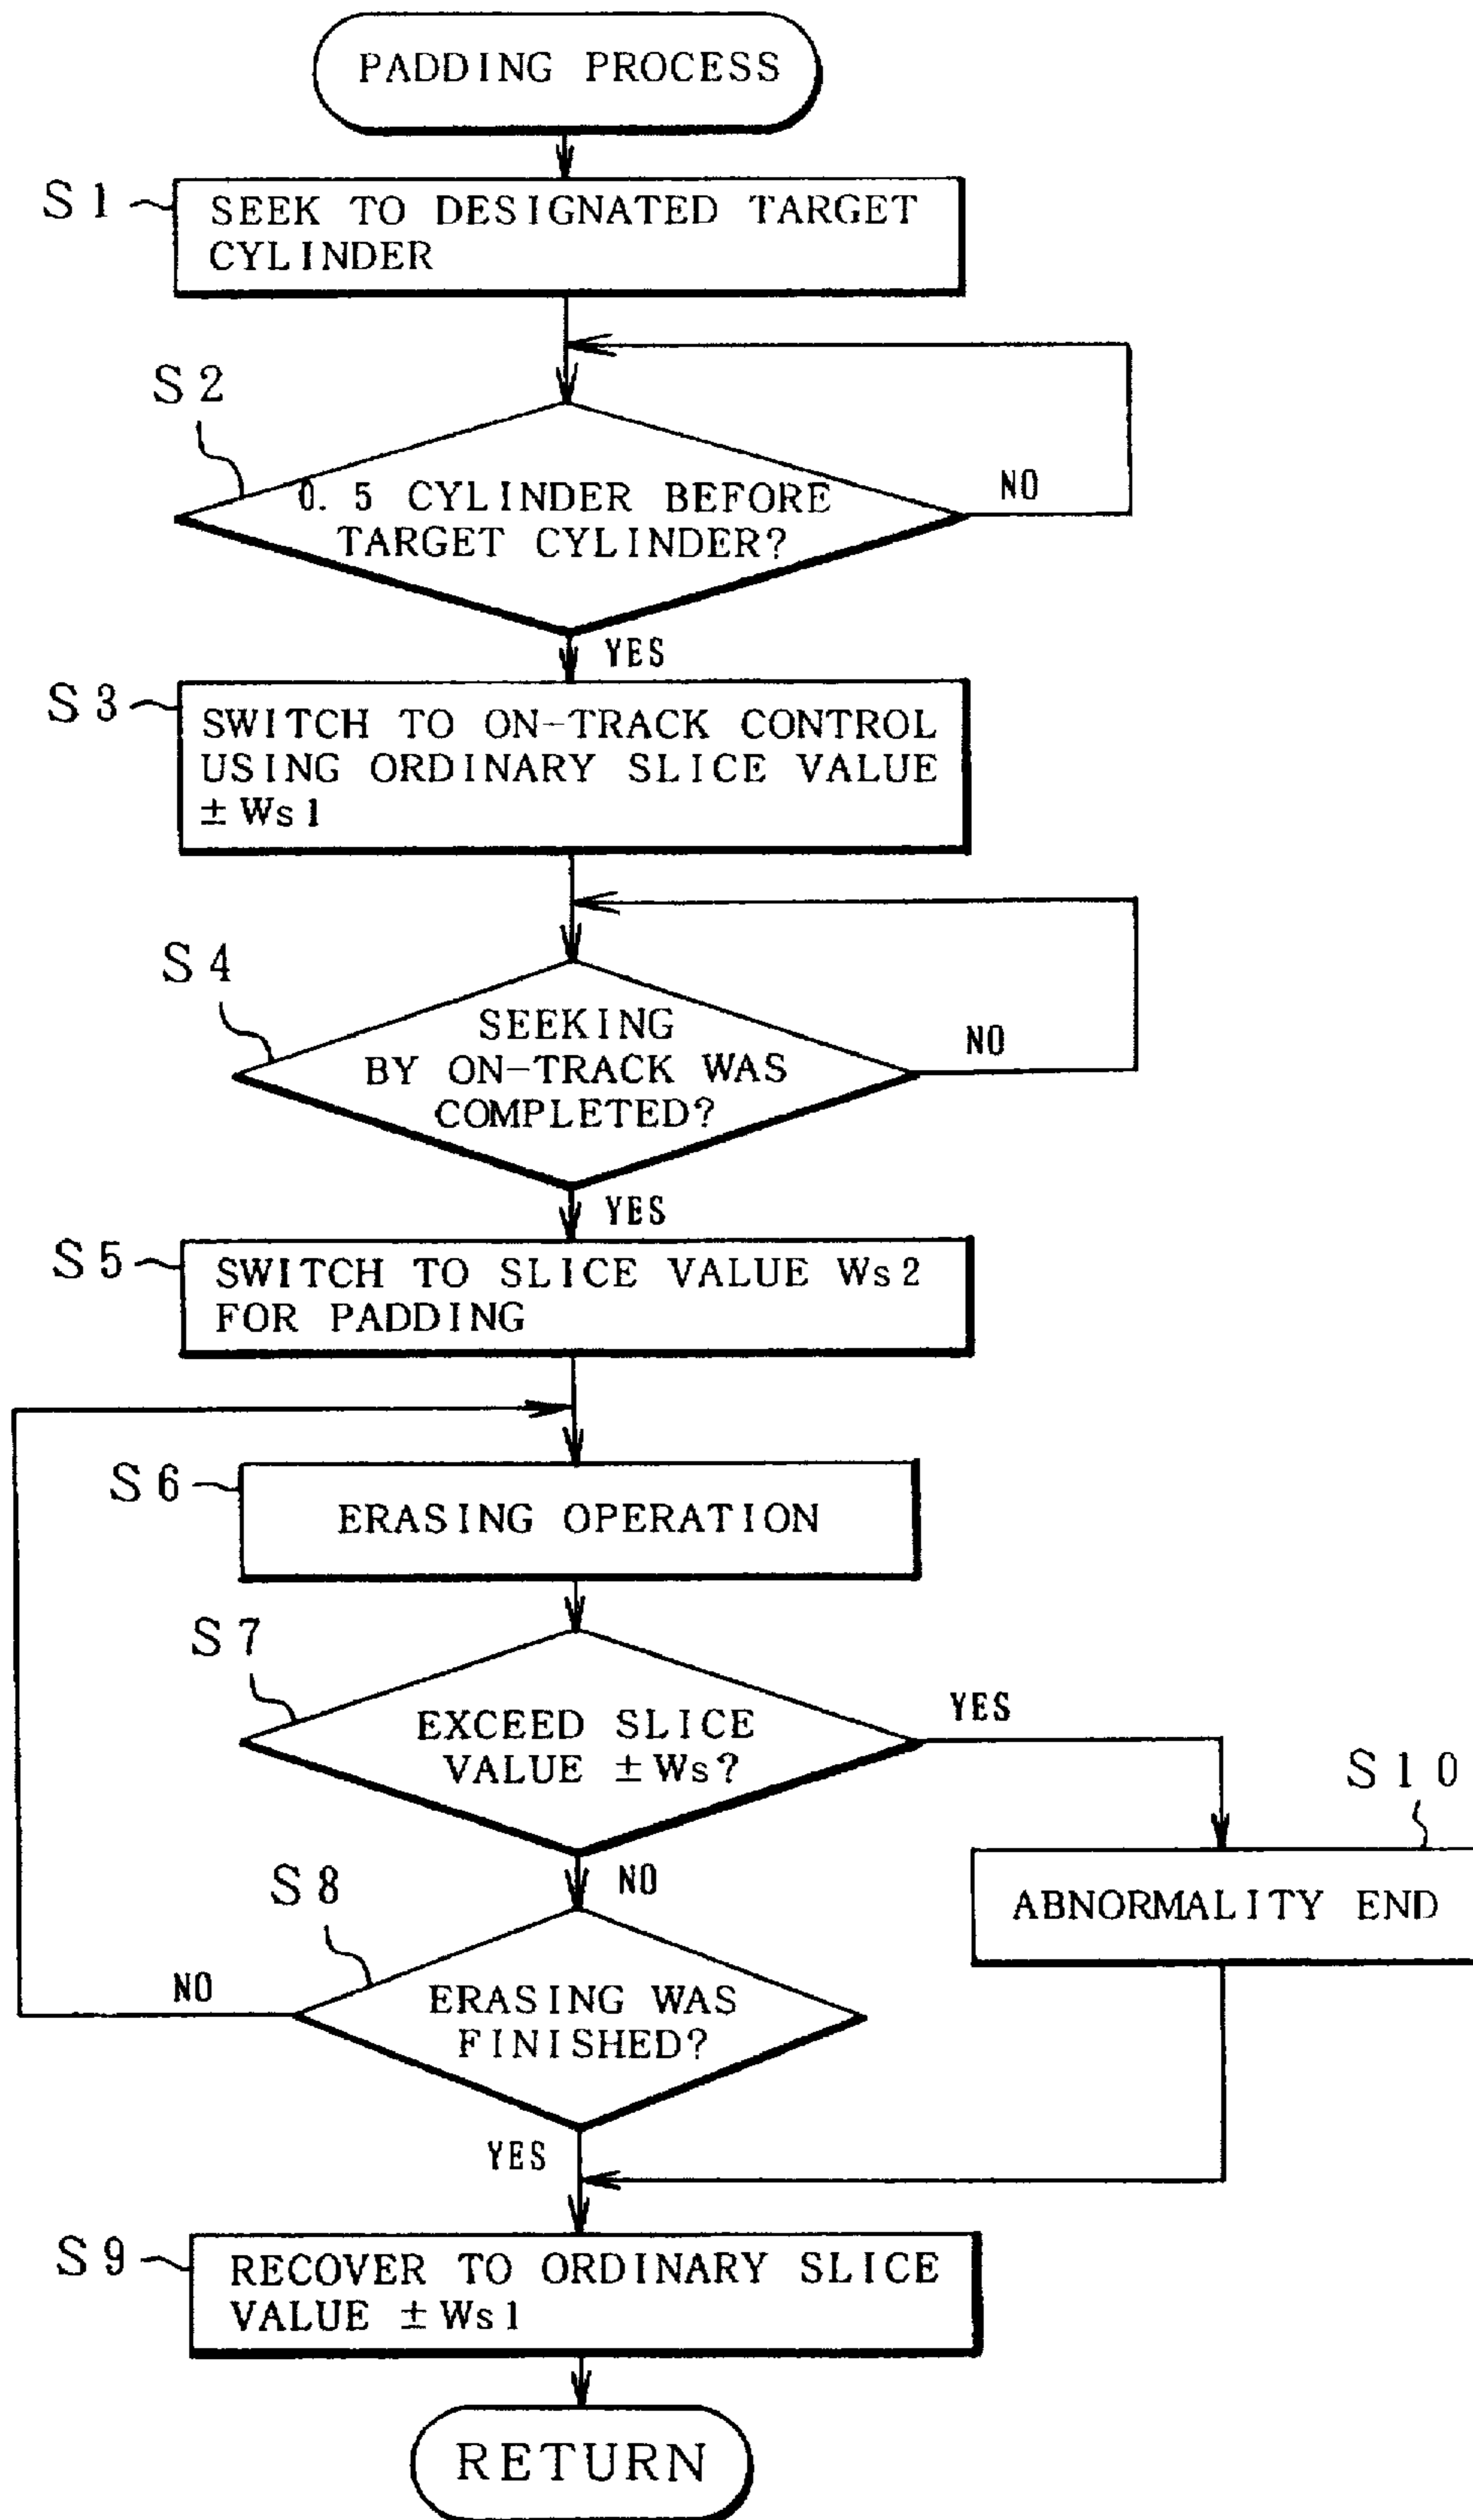 PADDING PROCESS
S1
SEEK TO DESIGNATED TARGET
CYLINDER
S2
0.5 CYLINDER BEFORE
TARGET CYLINDER?
NO
YES
S3
SWITCH TO ON-TRACK CONTROL
USING ORDINARY SLICE VALUE
±Ws1
S4
SEEKING
BY ON-TRACK WAS
COMPLETED?
NO
YES
S5
SWITCH TO SLICE VALUE Ws2
FOR PADDING
S6
ERASING OPERATION
S7
EXCEED SLICE
VALUE ±Ws?
YES
NO
S10
ABNORMALITY END
S8
ERASING WAS
FINISHED?
NO
YES
S9
RECOVER TO ORDINARY SLICE
VALUE ±Ws1
RETURN